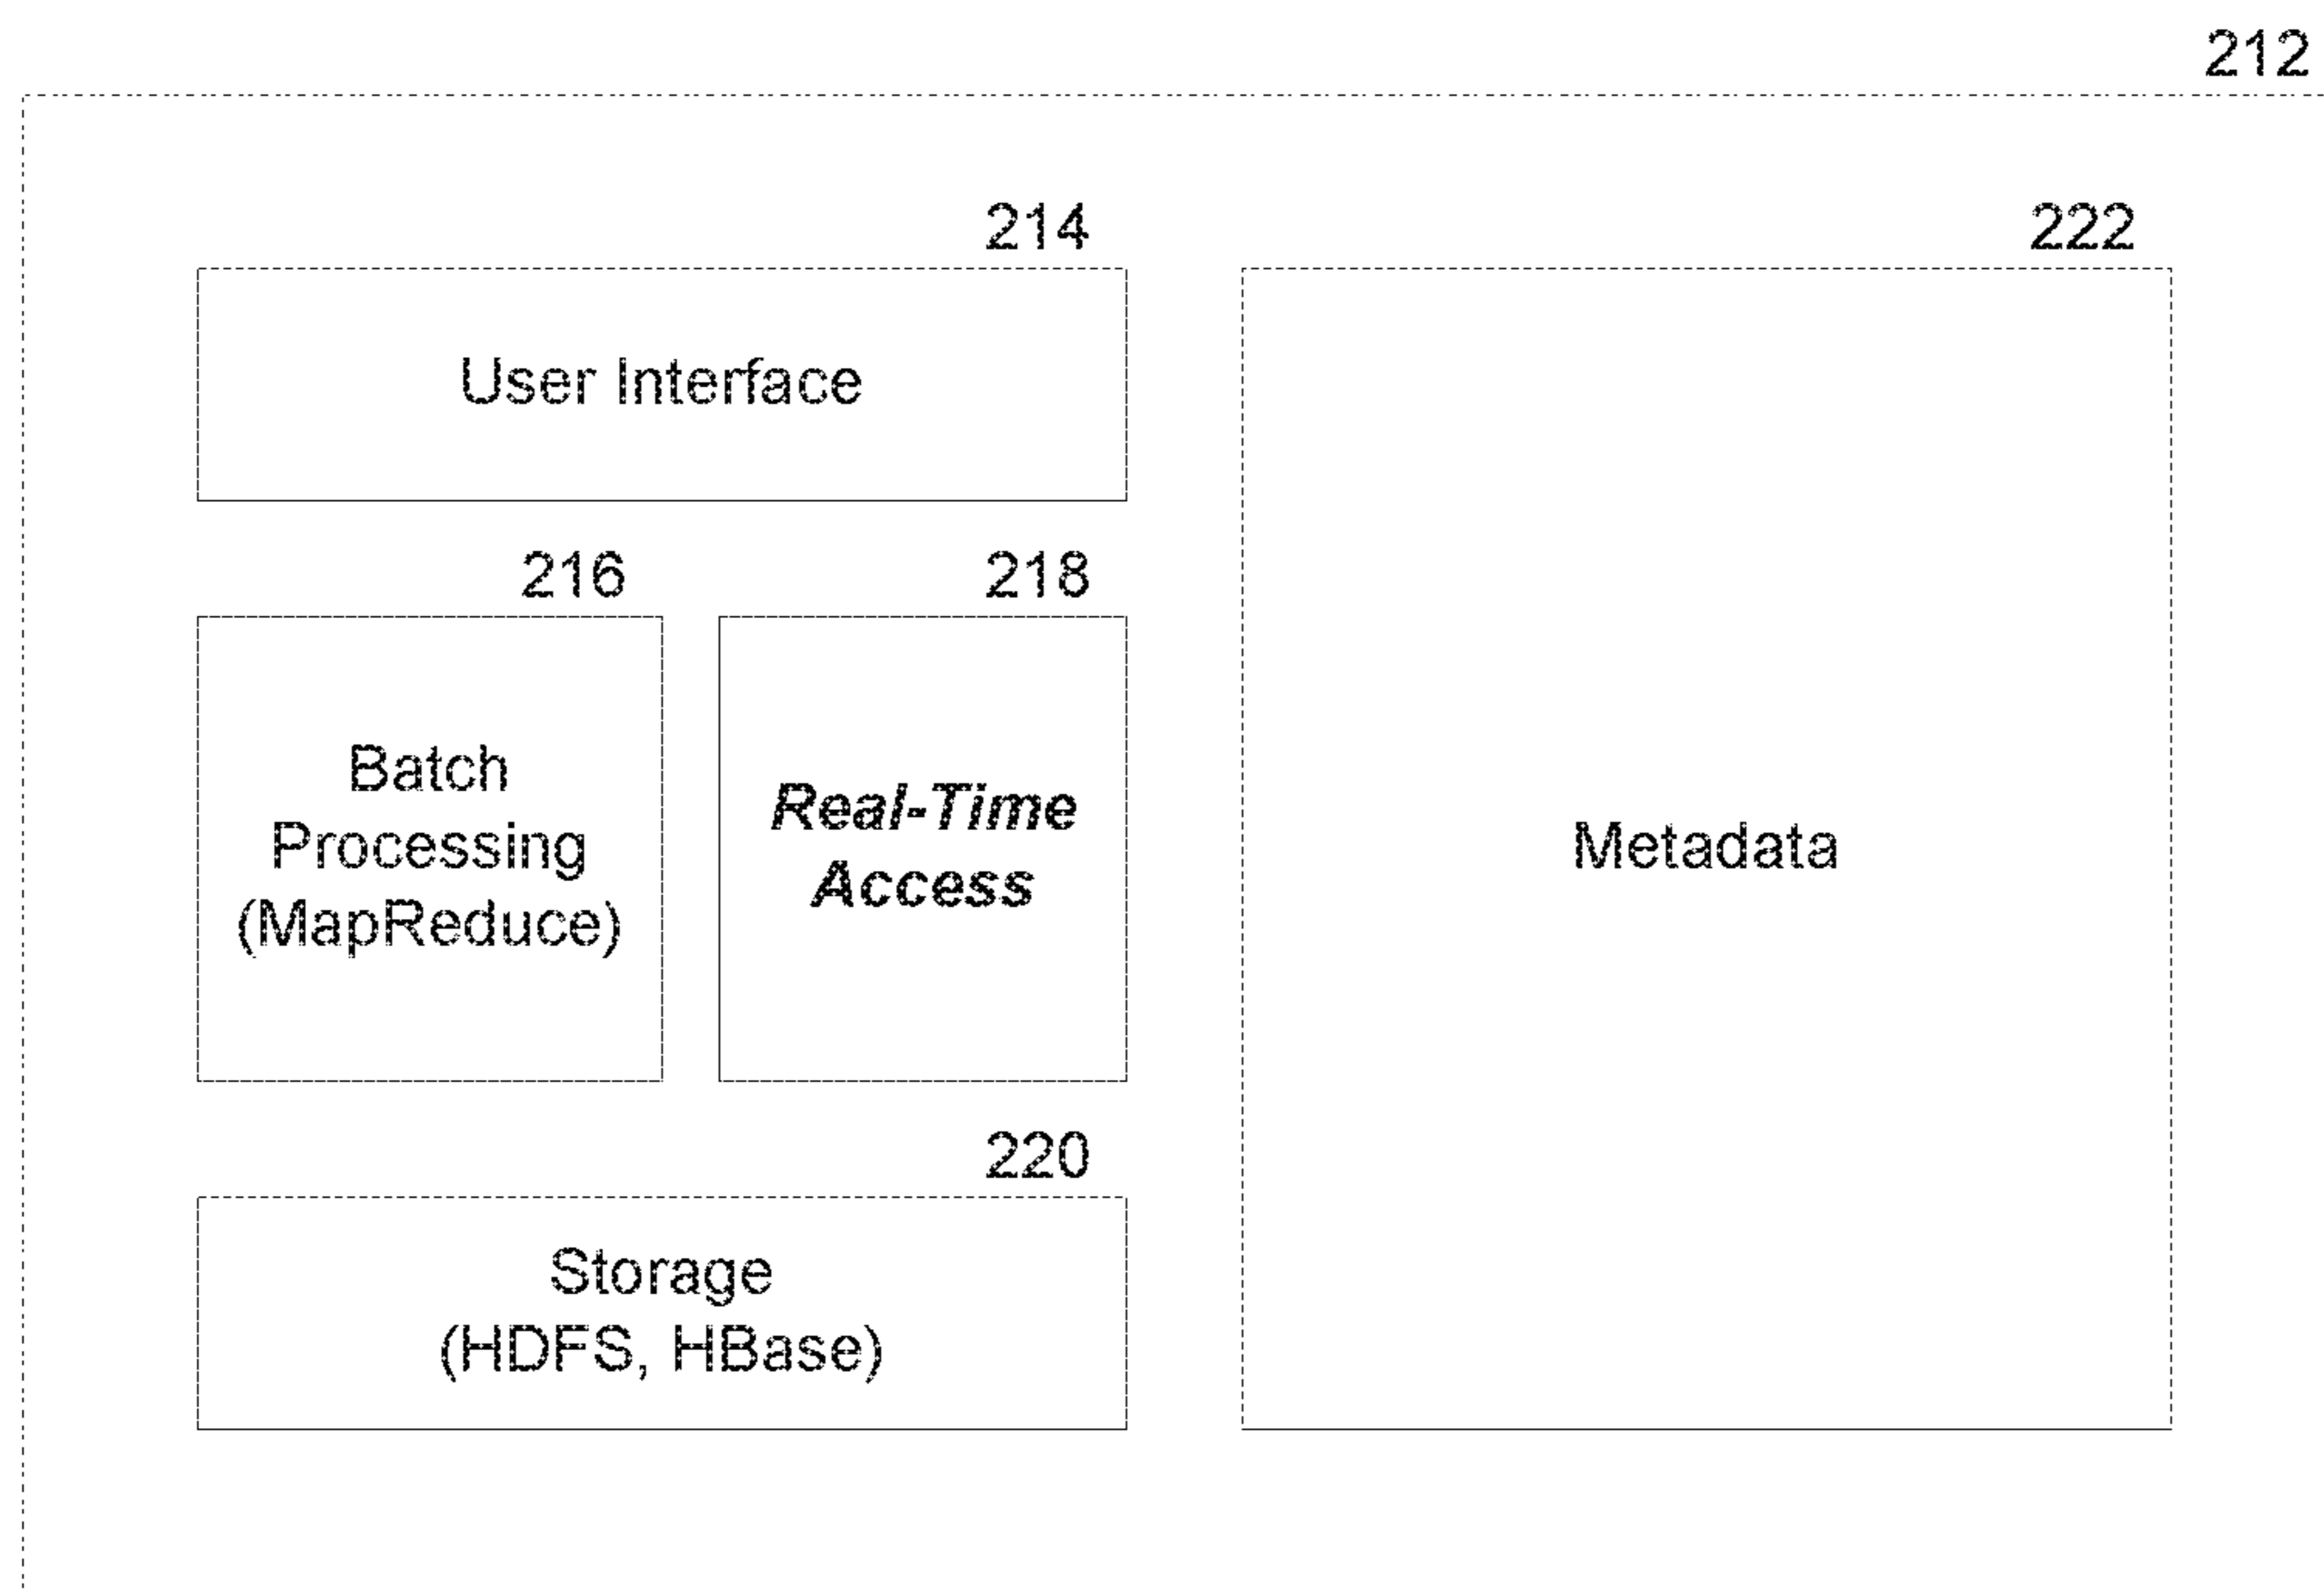 212
214
222
User Interface
216
218
Batch
Processing
(MapReduce)
Real-Time
Access
Metadata
220
Storage
(HDFS, HBase)